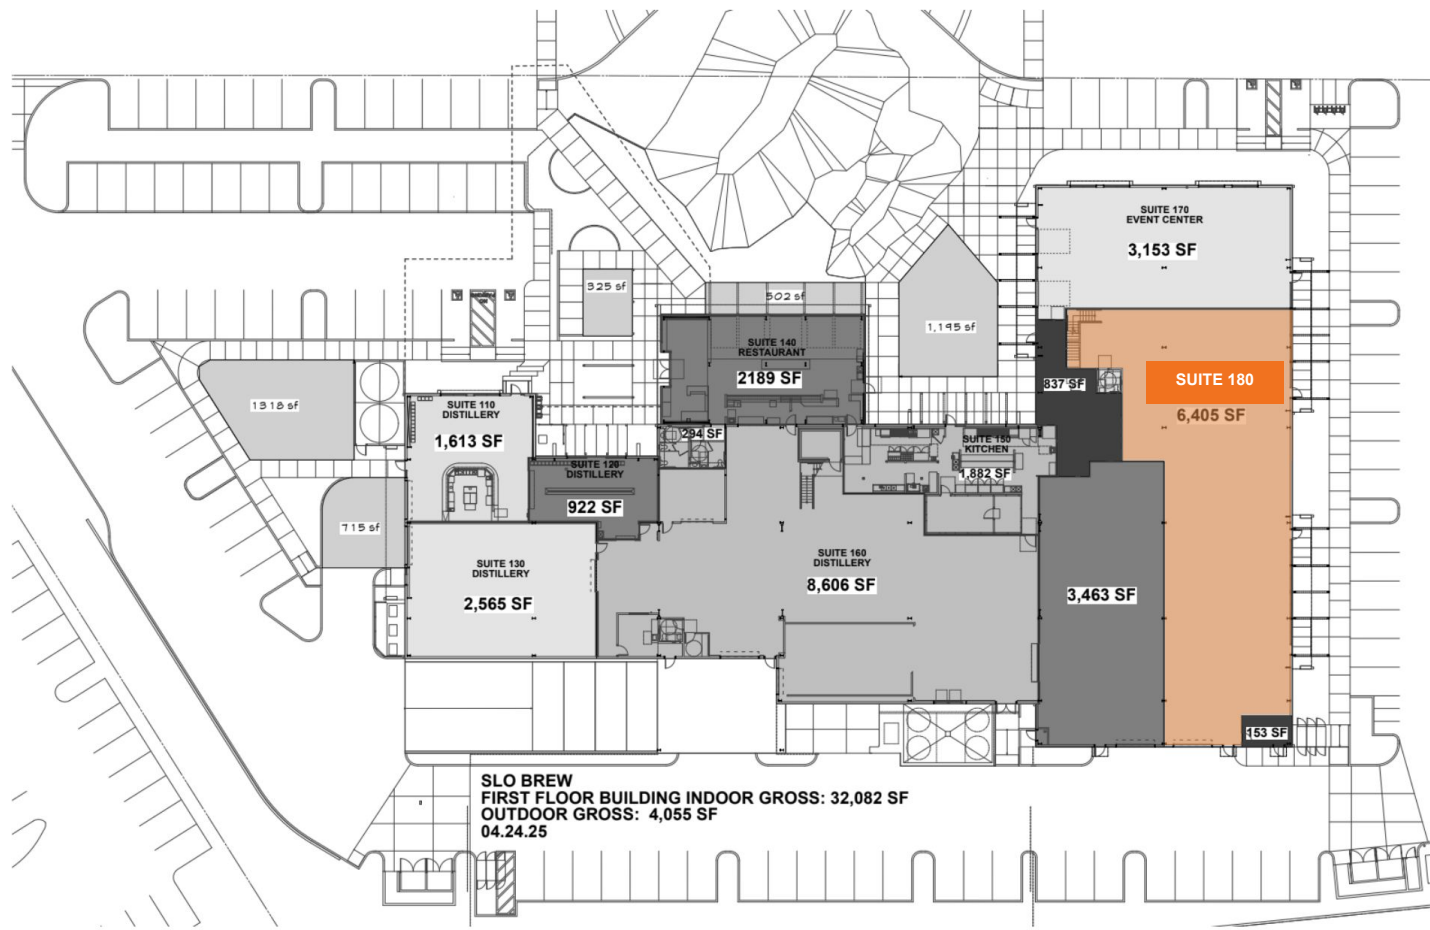 SUITE 170
EVENT CENTER
3,153 SF
325 sf
502 sf
1,195 sf
SUITE 140
RESTAURANT
2189 SF
837 SF
SUITE 180
6,405 SF
1318 sf
SUITE 110
DISTILLERY
1,613 SF
294 SF
SUITE 150
KITCHEN
1,882 SF
SUITE 120
DISTILLERY
922 SF
715 sf
SUITE 130
DISTILLERY
2,565 SF
SUITE 160
DISTILLERY
8,606 SF
3,463 SF
153 SF
SLO BREW
FIRST FLOOR BUILDING INDOOR GROSS: 32,082 SF
OUTDOOR GROSS: 4,055 SF
04.24.25